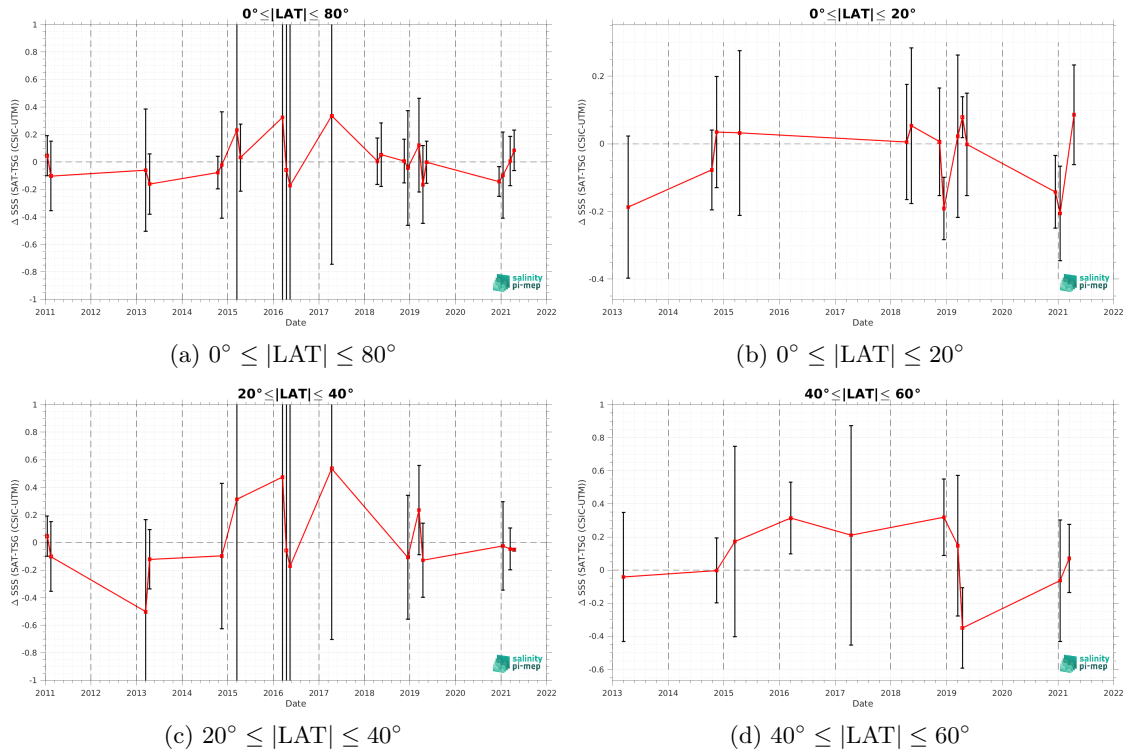 0°≤|LAT|≤ 80°
1
0.8
0.6
0.4
0.2
0
-0.2
-0.4
-0.6
-0.8
-1
Δ SSS (SAT-TSG (CSIC-UTM))
2011 2012 2013 2014 2015 2016 2017 2018 2019 2020 2021 2022
Date
salinity
pi-mep
(a) 0° ≤ |LAT| ≤ 80°
0°≤|LAT|≤ 20°
0.2
0
-0.2
-0.4
Δ SSS (SAT-TSG (CSIC-UTM))
2013 2014 2015 2016 2017 2018 2019 2020 2021 2022
Date
salinity
pi-mep
(b) 0° ≤ |LAT| ≤ 20°
20°≤|LAT|≤ 40°
1
0.8
0.6
0.4
0.2
0
-0.2
-0.4
-0.6
-0.8
-1
Δ SSS (SAT-TSG (CSIC-UTM))
2011 2012 2013 2014 2015 2016 2017 2018 2019 2020 2021 2022
Date
salinity
pi-mep
(c) 20° ≤ |LAT| ≤ 40°
40°≤|LAT|≤ 60°
1
0.8
0.6
0.4
0.2
0
-0.2
-0.4
-0.6
Δ SSS (SAT-TSG (CSIC-UTM))
2013 2014 2015 2016 2017 2018 2019 2020 2021 2022
Date
salinity
pi-mep
(d) 40° ≤ |LAT| ≤ 60°